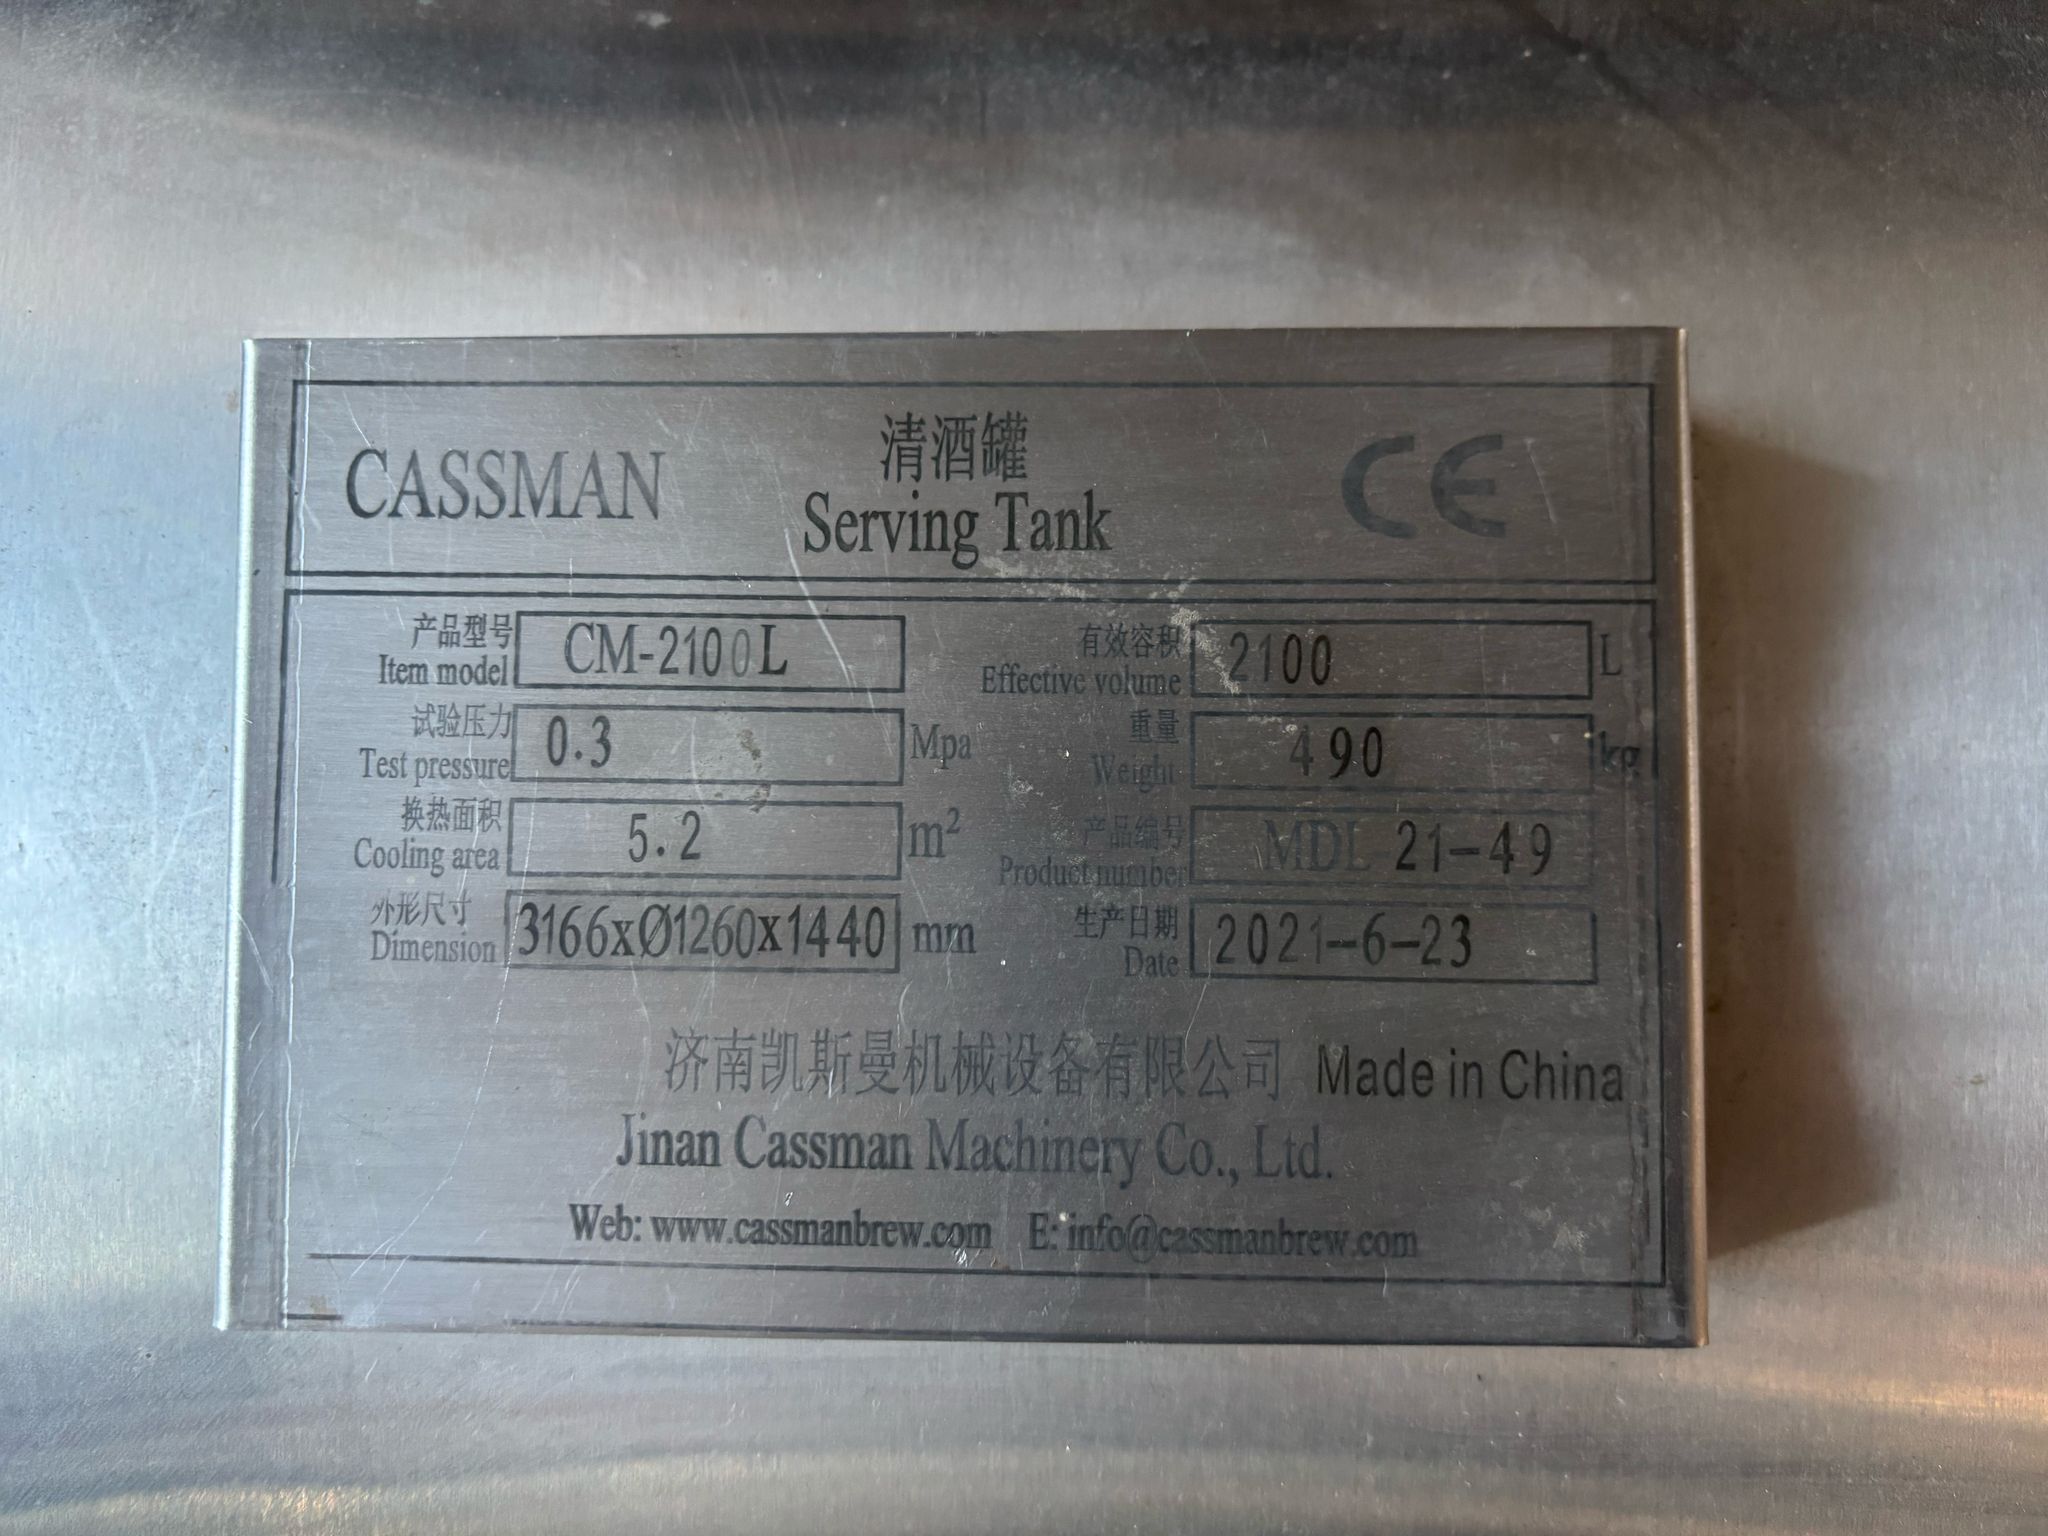 CASSMAN
清酒罐
Serving Tank
CE
产品型号
Item model CM-2100L
有效容积
Effective volume 2100 L
试验压力
Test pressure 0.3 Mpa
重量
Weight 490 kg
换热面积
Cooling area 5.2 m²
产品编号
Product number MDL-21-49
外形尺寸
Dimension 3166xØ1260x1440 mm
生产日期
Date 2021-6-23
济南凯斯曼机械设备有限公司 Made in China
Jinan Cassman Machinery Co., Ltd.
Web: www.cassmanbrew.com E: info@cassmanbrew.com